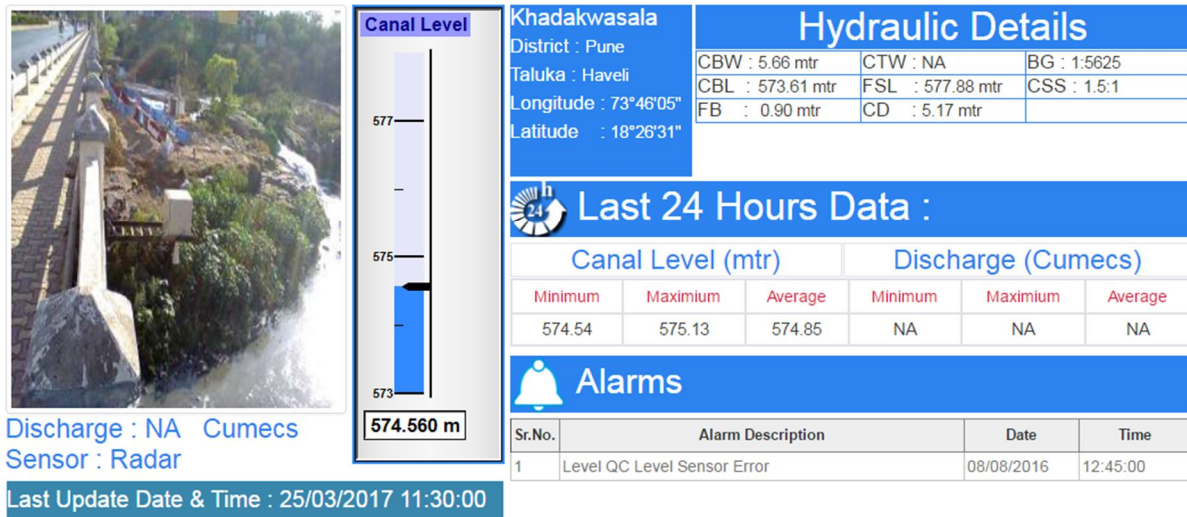 Canal Level
577
575
573
574.560 m
Discharge : NA Cumecs
Sensor : Radar
Last Update Date & Time : 25/03/2017 11:30:00
Khadakwasala
District : Pune
Taluka : Haveli
Longitude : 73°46'05"
Latitude : 18°26'31"
Hydraulic Details
CBW : 5.66 mtr CTW : NA BG : 1:5625
CBL : 573.61 mtr FSL : 577.88 mtr CSS : 1.5:1
FB : 0.90 mtr CD : 5.17 mtr
24 h
Last 24 Hours Data :
Canal Level (mtr) Discharge (Cumecs)
Minimum Maximium Average Minimum Maximium Average
574.54 575.13 574.85 NA NA NA
Alarms
Sr.No. Alarm Description Date Time
1 Level QC Level Sensor Error 08/08/2016 12:45:00